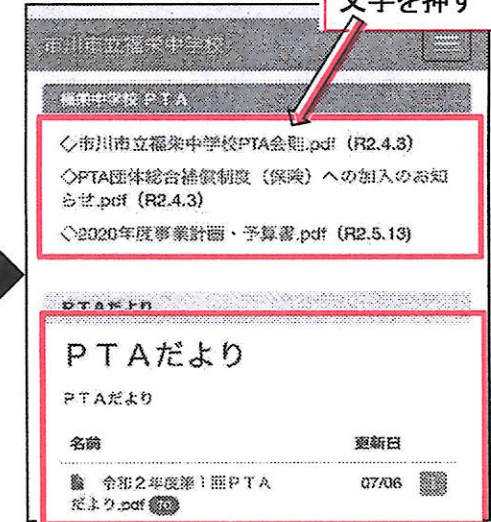 文字を押す
市川市立福栄中学校
福栄中学校 PTA
◇市川市立福栄中学校PTA会則.pdf (R2.4.3)
◇PTA団体総合補償制度（保険）への加入のお知
らせ.pdf (R2.4.3)
◇2020年度事業計画・予算書.pdf (R2.5.13)
PTAだより
PTAだより
PTAだより
名前 更新日
令和2年度第1回PTA 07/06
だより.pdf